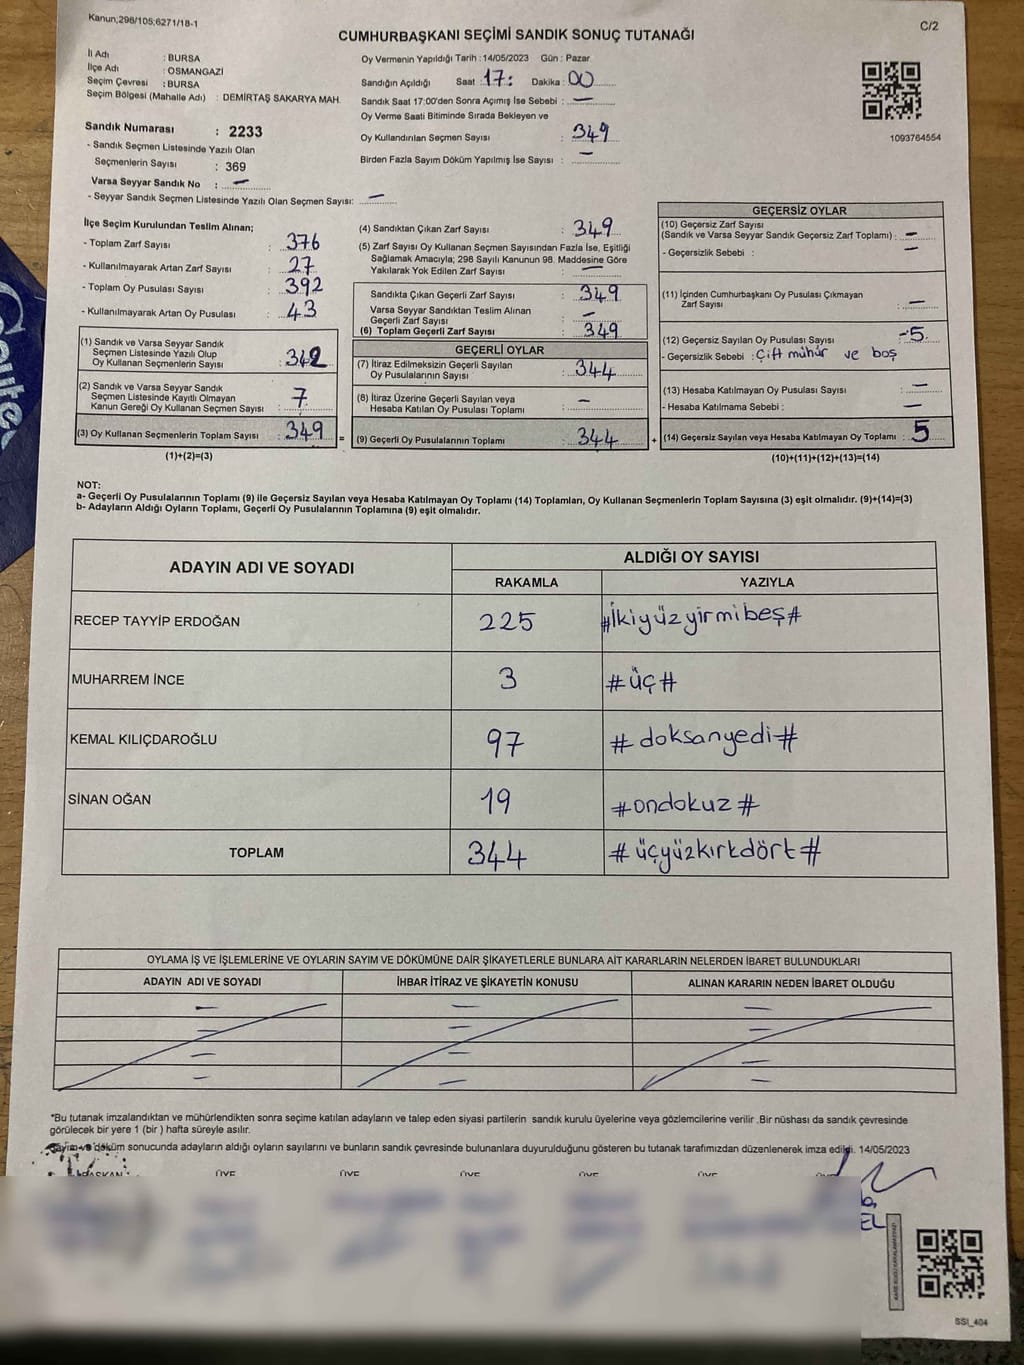 Kanun;298/105;6271/18-1
C/2
CUMHURBAŞKANI SEÇİMİ SANDIK SONUÇ TUTANAĞI
İl Adı : BURSA
İlçe Adı : OSMANGAZİ
Seçim Çevresi : BURSA
Seçim Bölgesi (Mahalle Adı) : DEMİRTAŞ SAKARYA MAH.
Sandık Numarası : 2233
- Sandık Seçmen Listesinde Yazılı Olan
Seçmenlerin Sayısı : 369
Varsa Seyyar Sandık No : —
- Seyyar Sandık Seçmen Listesinde Yazılı Olan Seçmen Sayısı: —
Oy Vermenin Yapıldığı Tarih : 14/05/2023 Gün : Pazar
Sandığın Açıldığı Saat : 17: Dakika : 00
Sandık Saat 17:00'den Sonra Açımış İse Sebebi : —
Oy Verme Saati Bitiminde Sırada Bekleyen ve
Oy Kullandırılan Seçmen Sayısı : 349
Birden Fazla Sayım Döküm Yapılmış İse Sayısı : —
1093764554
İlçe Seçim Kurulundan Teslim Alınan;
- Toplam Zarf Sayısı : 376
- Kullanılmayarak Artan Zarf Sayısı : 27
- Toplam Oy Pusulası Sayısı : 392
- Kullanılmayarak Artan Oy Pusulası : 43
(1) Sandık ve Varsa Seyyar Sandık
Seçmen Listesinde Yazılı Olup
Oy Kullanan Seçmenlerin Sayısı : 342
(2) Sandık ve Varsa Seyyar Sandık
Seçmen Listesinde Kayıtlı Olmayan
Kanun Gereği Oy Kullanan Seçmen Sayısı : 7
(3) Oy Kullanan Seçmenlerin Toplam Sayısı : 349 =
(1)+(2)=(3)
(4) Sandıktan Çıkan Zarf Sayısı : 349
(5) Zarf Sayısı Oy Kullanan Seçmen Sayısından Fazla İse, Eşitliği
Sağlamak Amacıyla; 298 Sayılı Kanunun 98. Maddesine Göre
Yakılarak Yok Edilen Zarf Sayısı : —
Sandıkta Çıkan Geçerli Zarf Sayısı : 349
Varsa Seyyar Sandıktan Teslim Alınan
Geçerli Zarf Sayısı : —
(6) Toplam Geçerli Zarf Sayısı : 349
GEÇERLİ OYLAR
(7) İtiraz Edilmeksizin Geçerli Sayılan
Oy Pusulalarının Sayısı : 344
(8) İtiraz Üzerine Geçerli Sayılan veya
Hesaba Katılan Oy Pusulası Toplamı : —
(9) Geçerli Oy Pusulalarının Toplamı : 344 +
GEÇERSİZ OYLAR
(10) Geçersiz Zarf Sayısı
(Sandık ve Varsa Seyyar Sandık Geçersiz Zarf Toplamı) : —
- Geçersizlik Sebebi : —
(11) İçinden Cumhurbaşkanı Oy Pusulası Çıkmayan
Zarf Sayısı : —
(12) Geçersiz Sayılan Oy Pusulası Sayısı : 5
- Geçersizlik Sebebi : Çift mühür ve boş
(13) Hesaba Katılmayan Oy Pusulası Sayısı : —
- Hesaba Katılmama Sebebi : —
(14) Geçersiz Sayılan veya Hesaba Katılmayan Oy Toplamı : 5
(10)+(11)+(12)+(13)=(14)
NOT:
a- Geçerli Oy Pusulalarının Toplamı (9) ile Geçersiz Sayılan veya Hesaba Katılmayan Oy Toplamı (14) Toplamları, Oy Kullanan Seçmenlerin Toplam Sayısına (3) eşit olmalıdır. (9)+(14)=(3)
b- Adayların Aldığı Oyların Toplamı, Geçerli Oy Pusulalarının Toplamına (9) eşit olmalıdır.
ADAYIN ADI VE SOYADI ALDIĞI OY SAYISI
RAKAMLA YAZIYLA
RECEP TAYYİP ERDOĞAN 225 #İkiyüzyirmibeş#
MUHARREM İNCE 3 #üç#
KEMAL KILIÇDAROĞLU 97 #doksanyedi#
SİNAN OĞAN 19 #ondokuz#
TOPLAM 344 #üçyüzkırkdört#
OYLAMA İŞ VE İŞLEMLERİNE VE OYLARIN SAYIM VE DÖKÜMÜNE DAİR ŞİKAYETLERLE BUNLARA AİT KARARLARIN NELERDEN İBARET BULUNDUKLARI
ADAYIN ADI VE SOYADI İHBAR İTİRAZ VE ŞİKAYETİN KONUSU ALINAN KARARIN NEDEN İBARET OLDUĞU
— — —
— — —
— — —
— — —
*Bu tutanak imzalandıktan ve mühürlendikten sonra seçime katılan adayların ve talep eden siyasi partilerin sandık kurulu üyelerine veya gözlemcilerine verilir .Bir nüshası da sandık çevresinde
görülecek bir yere 1 (bir ) hafta süreyle asılır.
Sayım ve döküm sonucunda adayların aldığı oyların sayılarını ve bunların sandık çevresinde bulunanlara duyurulduğunu gösteren bu tutanak tarafımızdan düzenlenerek imza edildi. 14/05/2023
BAŞKAN ÜYE ÜYE ÜYE ÜYE ÜYE
EL
SSI_404